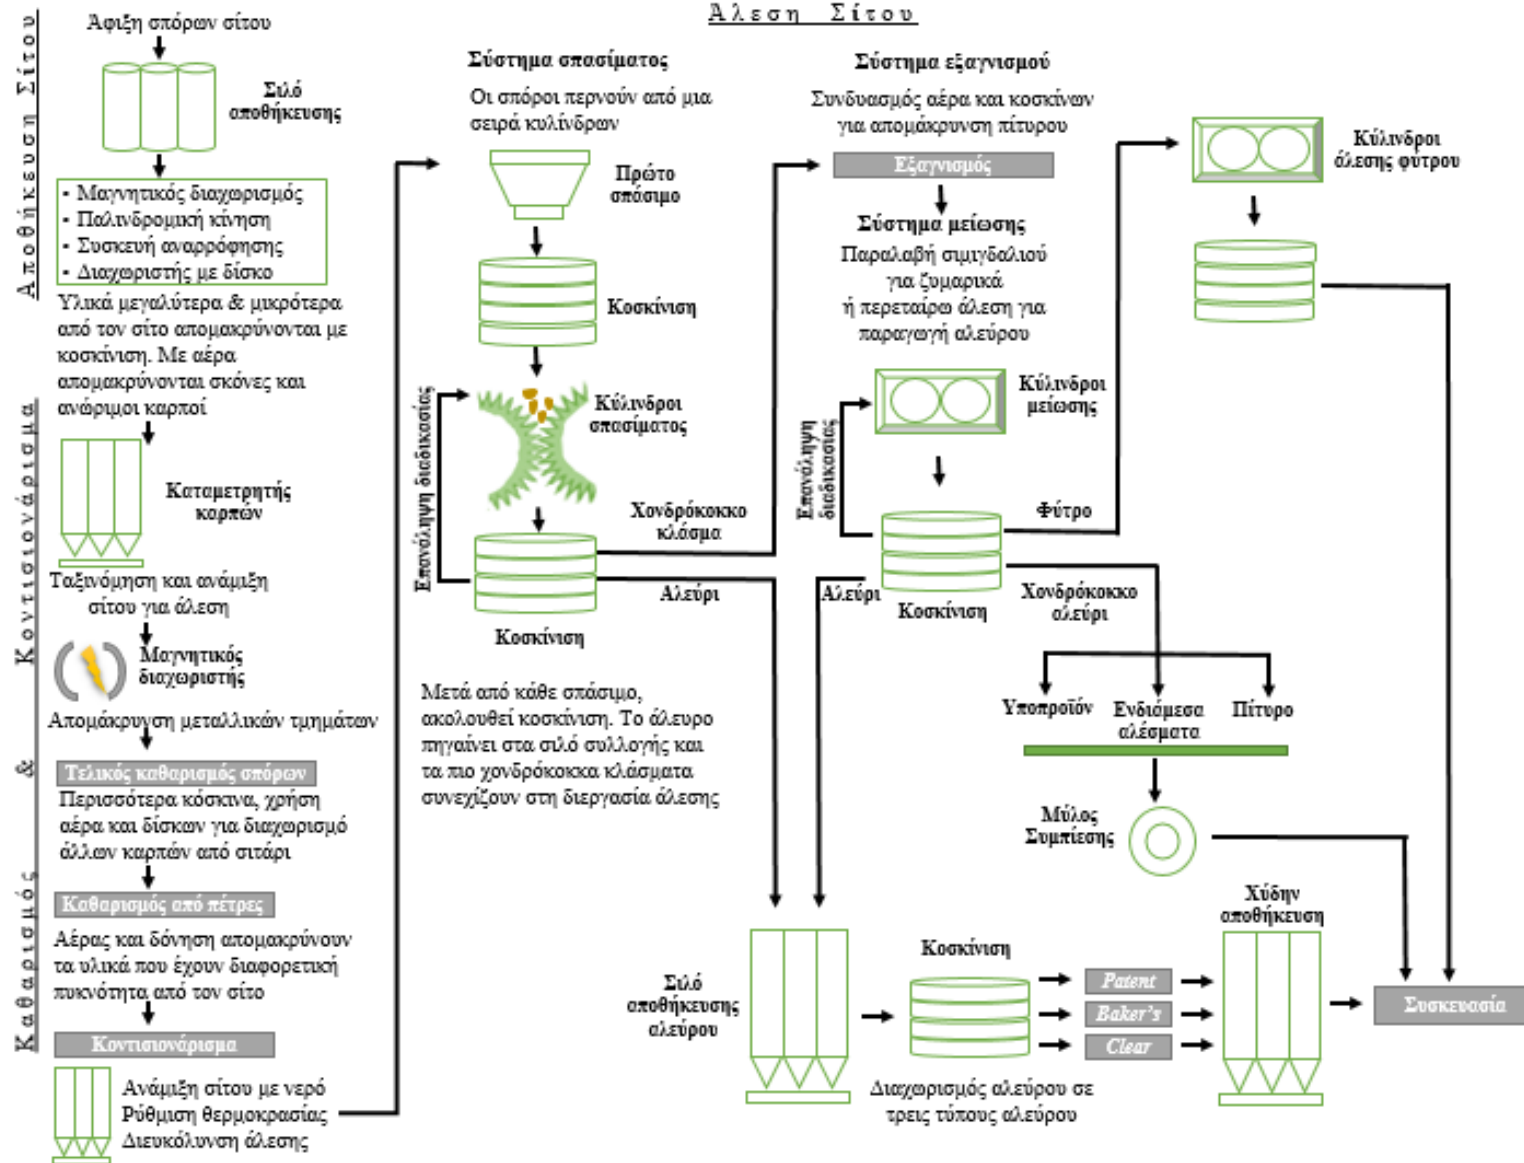 Άλεση Σίτου
Αποθήκευση Σίτου
Άφιξη σπόρων σίτου
Σιλό
αποθήκευσης
▪ Μαγνητικός διαχωρισμός
▪ Παλινδρομική κίνηση
▪ Συσκευή αναρρόφησης
▪ Διαχωριστής με δίσκο
Υλικά μεγαλύτερα & μικρότερα
από τον σίτο απομακρύνονται με
κοσκίνιση. Με αέρα
απομακρύνονται σκόνες και
ανώριμοι καρποί
Καθαρισμός & Κοντισιονάρισμα
Καταμετρητής
καρπών
Ταξινόμηση και ανάμιξη
σίτου για άλεση
Μαγνητικός
διαχωριστής
Απομάκρυνση μεταλλικών τμημάτων
Τελικός καθαρισμός σπόρων
Περισσότερα κόσκινα, χρήση
αέρα και δίσκων για διαχωρισμό
άλλων καρπών από σιτάρι
Καθαρισμός από πέτρες
Αέρας και δόνηση απομακρύνουν
τα υλικά που έχουν διαφορετική
πυκνότητα από τον σίτο
Κοντισιονάρισμα
Ανάμιξη σίτου με νερό
Ρύθμιση θερμοκρασίας
Διευκόλυνση άλεσης
Σύστημα σπασίματος
Οι σπόροι περνούν από μια
σειρά κυλίνδρων
Πρώτο
σπάσιμο
Κοσκίνιση
Κύλινδροι
σπασίματος
Επανάληψη διαδικασίας
Χονδρόκοκκο
κλάσμα
Αλεύρι
Κοσκίνιση
Μετά από κάθε σπάσιμο,
ακολουθεί κοσκίνιση. Το άλευρο
πηγαίνει στα σιλό συλλογής και
τα πιο χονδρόκοκκα κλάσματα
συνεχίζουν στη διεργασία άλεσης
Σύστημα εξαγνισμού
Συνδυασμός αέρα και κοσκίνων
για απομάκρυνση πίτυρου
Εξαγνισμός
Σύστημα μείωσης
Παραλαβή σιμιγδαλιού
για ζυμαρικά
ή περεταίρω άλεση για
παραγωγή αλεύρου
Κύλινδροι
μείωσης
Επανάληψη
διαδικασίας
Φύτρο
Αλεύρι
Κοσκίνιση
Χονδρόκοκκο
αλεύρι
Κύλινδροι
άλεσης φύτρου
Υποπροϊόν
Ενδιάμεσα
αλέσματα
Πίτυρο
Μύλος
Συμπίεσης
Σιλό
αποθήκευσης
αλεύρου
Κοσκίνιση
Patent
Baker's
Clear
Διαχωρισμός αλεύρου σε
τρεις τύπους αλεύρου
Χύδην
αποθήκευση
Συσκευασία